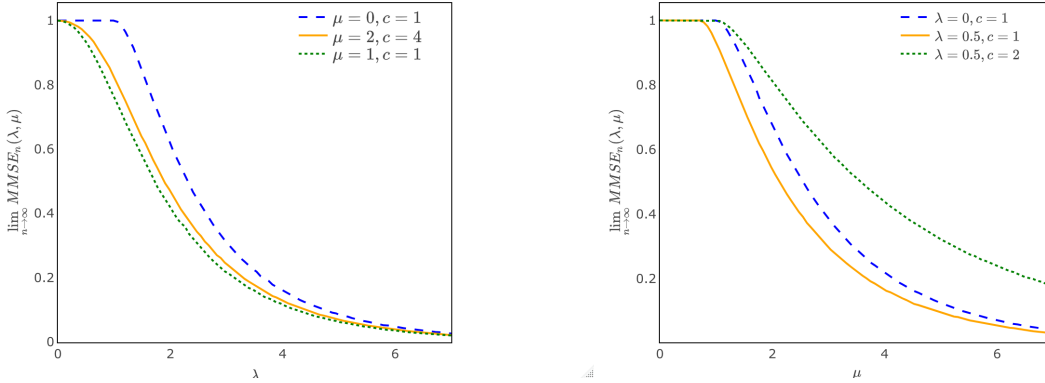 1
0.8
0.6
0.4
0.2
0
0
2
4
6
λ
lim MMSE_n(λ, μ)
n→∞
μ = 0, c = 1
μ = 2, c = 4
μ = 1, c = 1
1
0.8
0.6
0.4
0.2
0
2
4
6
μ
lim MMSE_n(λ, μ)
n→∞
λ = 0, c = 1
λ = 0.5, c = 1
λ = 0.5, c = 2